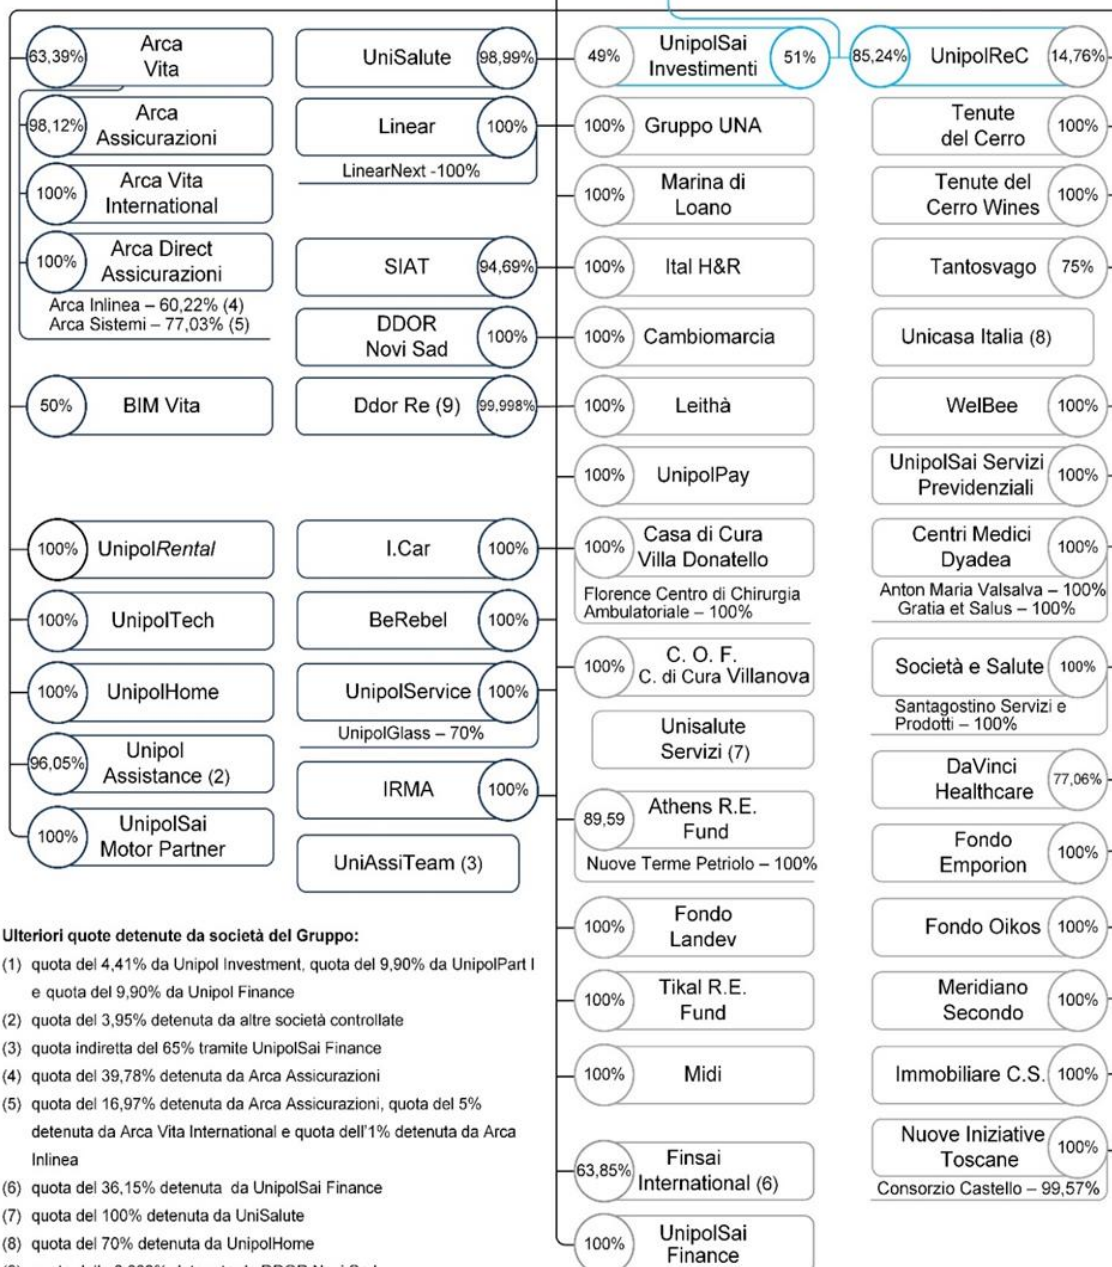 63,39%
Arca
Vita
98,12%
Arca
Assicurazioni
100%
Arca Vita
International
100%
Arca Direct
Assicurazioni
Arca Inlinea – 60,22% (4)
Arca Sistemi – 77,03% (5)
50%
BIM Vita
100%
UnipolRental
100%
UnipolTech
100%
UnipolHome
96,05%
Unipol
Assistance (2)
100%
UnipolSai
Motor Partner
UniSalute
98,99%
Linear
100%
LinearNext -100%
SIAT
94,69%
DDOR
Novi Sad
100%
Ddor Re (9)
99,998%
I.Car
100%
BeRebel
100%
UnipolService
100%
UnipolGlass – 70%
IRMA
100%
UniAssiTeam (3)
49%
UnipolSai
Investimenti
51%
100%
Gruppo UNA
100%
Marina di
Loano
100%
Ital H&R
100%
Cambiomarcia
100%
Leithà
100%
UnipolPay
100%
Casa di Cura
Villa Donatello
Florence Centro di Chirurgia
Ambulatoriale – 100%
100%
C. O. F.
C. di Cura Villanova
Unisalute
Servizi (7)
89,59
Athens R.E.
Fund
Nuove Terme Petriolo – 100%
100%
Fondo
Landev
100%
Tikal R.E.
Fund
100%
Midi
63,85%
Finsai
International (6)
100%
UnipolSai
Finance
85,24%
UnipolReC
14,76%
Tenute
del Cerro
100%
Tenute del
Cerro Wines
100%
Tantosvago
75%
Unicasa Italia (8)
WelBee
100%
UnipolSai Servizi
Previdenziali
100%
Centri Medici
Dyadea
100%
Anton Maria Valsalva – 100%
Gratia et Salus – 100%
Società e Salute
100%
Santagostino Servizi e
Prodotti – 100%
DaVinci
Healthcare
77,06%
Fondo
Emporion
100%
Fondo Oikos
100%
Meridiano
Secondo
100%
Immobiliare C.S.
100%
Nuove Iniziative
Toscane
100%
Consorzio Castello – 99,57%
Ulteriori quote detenute da società del Gruppo:
(1) quota del 4,41% da Unipol Investment, quota del 9,90% da UnipolPart I
e quota del 9,90% da Unipol Finance
(2) quota del 3,95% detenuta da altre società controllate
(3) quota indiretta del 65% tramite UnipolSai Finance
(4) quota del 39,78% detenuta da Arca Assicurazioni
(5) quota del 16,97% detenuta da Arca Assicurazioni, quota del 5%
detenuta da Arca Vita International e quota dell'1% detenuta da Arca
Inlinea
(6) quota del 36,15% detenuta da UnipolSai Finance
(7) quota del 100% detenuta da UniSalute
(8) quota del 70% detenuta da UnipolHome